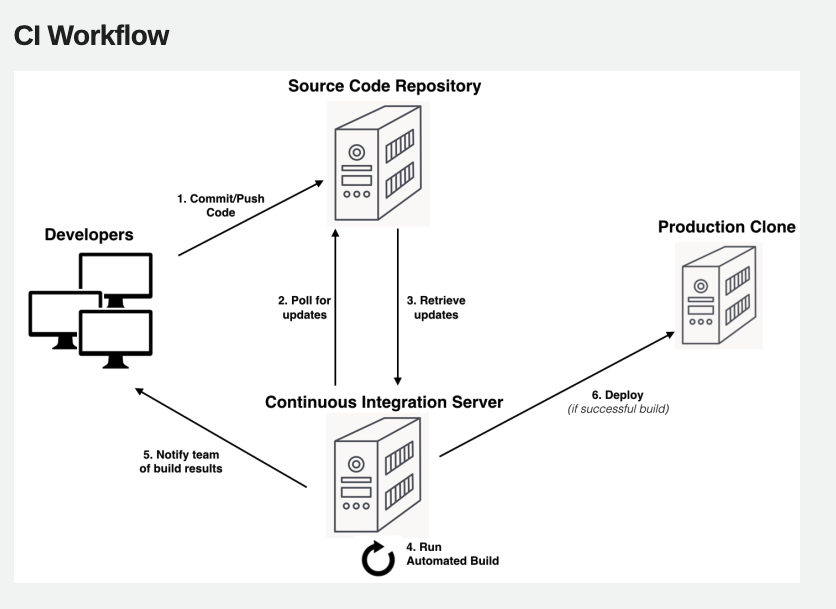 CI Workflow
Source Code Repository
1. Commit/Push
Code
Developers
Production Clone
2. Poll for
updates
3. Retrieve
updates
Continuous Integration Server
6. Deploy
(if successful build)
5. Notify team
of build results
4. Run
Automated Build